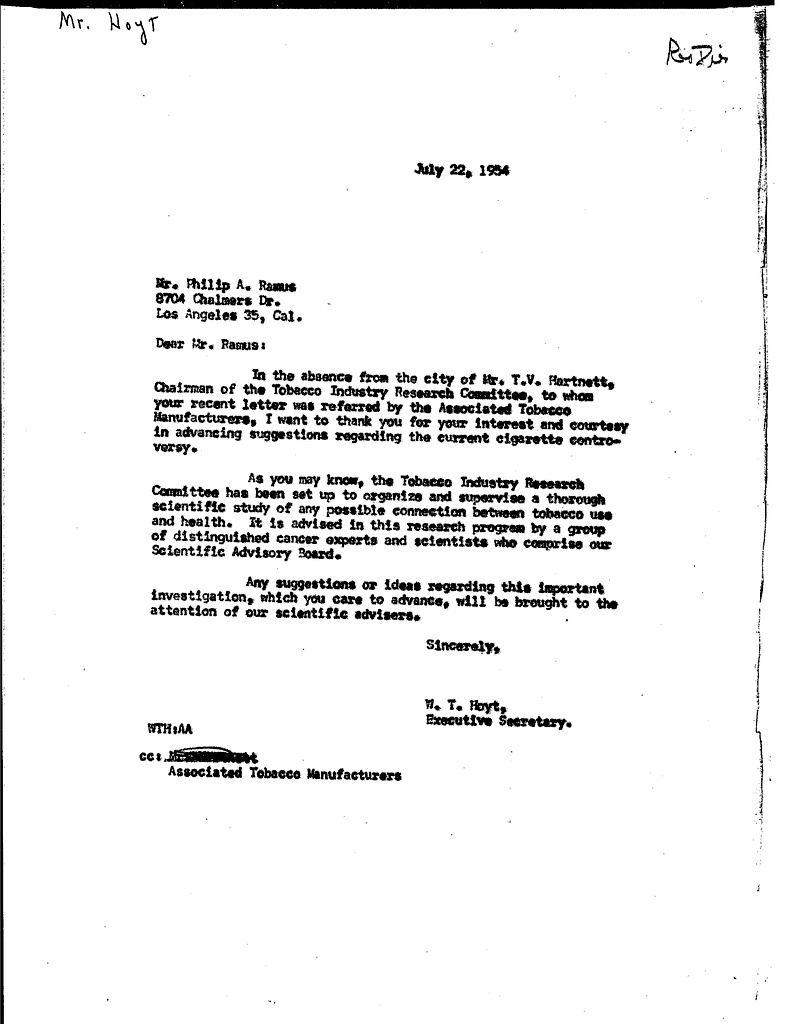 Mr. Hoyt
July 22, 1954
Mr. Philip A. Ramus
8704 Chalmers Dr.
Los Angeles 35, Cal.
Dear Mr. Ramus:
In the absence from the city of Mr. T.V. Hartnett,
Chairman of the Tobacco Industry Research Committee, to whom
your recent letter was referred by the Associated Tobacco
Manufacturers, I want to thank you for your interest and courtesy
in advancing suggestions regarding the current cigarette contro-
versy.
As you may know, the Tobacco Industry Research
Committee has been set up to organize and supervise a thorough
scientific study of any possible connection between tobacco use
and health. It is advised in this research program by a group
of distinguished cancer experts and scientists who comprise our
Scientific Advisory Board.
Any suggestions or ideas regarding this important
investigation, which you care to advance, will be brought to the
attention of our scientific advisers.
Sincerely,
W. T. Hoyt,
Executive Secretary.
WTH:AA
cc:
Associated Tobacco Manufacturers